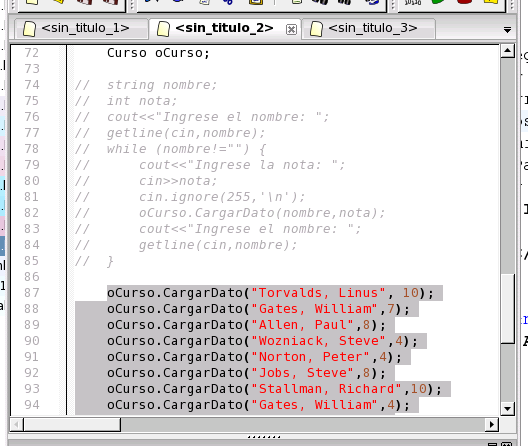 <sin_titulo_1> <sin_titulo_2> <sin_titulo_3>
72 Curso oCurso;
73
74 // string nombre;
75 // int nota;
76 // cout<<"Ingrese el nombre: ";
77 // getline(cin,nombre);
78 // while (nombre!="") {
79 // cout<<"Ingrese la nota: ";
80 // cin>>nota;
81 // cin.ignore(255,'\n');
82 // oCurso.CargarDato(nombre,nota);
83 // cout<<"Ingrese el nombre: ";
84 // getline(cin,nombre);
85 // }
86
87 oCurso.CargarDato("Torvalds, Linus", 10);
88 oCurso.CargarDato("Gates, William",7);
89 oCurso.CargarDato("Allen, Paul",8);
90 oCurso.CargarDato("Wozniack, Steve",4);
91 oCurso.CargarDato("Norton, Peter",4);
92 oCurso.CargarDato("Jobs, Steve",8);
93 oCurso.CargarDato("Stallman, Richard",10);
94 oCurso.CargarDato("Gates, William",4);